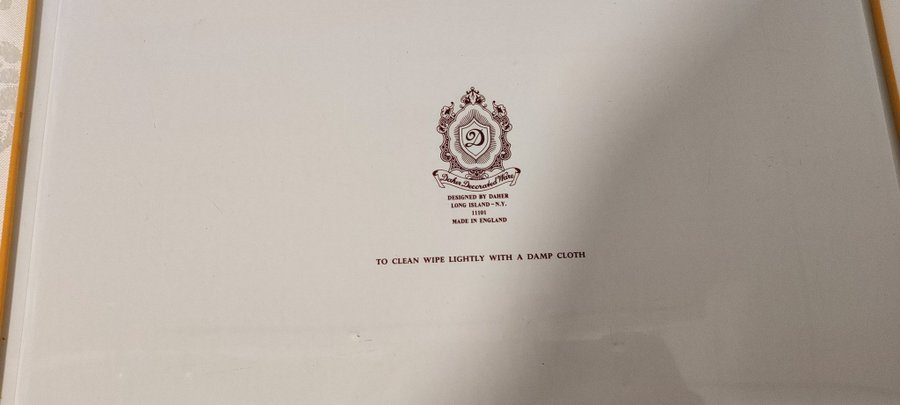 D
Daher Decorated Ware
DESIGNED BY DAHER
LONG ISLAND – N.Y.
11101
MADE IN ENGLAND
TO CLEAN WIPE LIGHTLY WITH A DAMP CLOTH